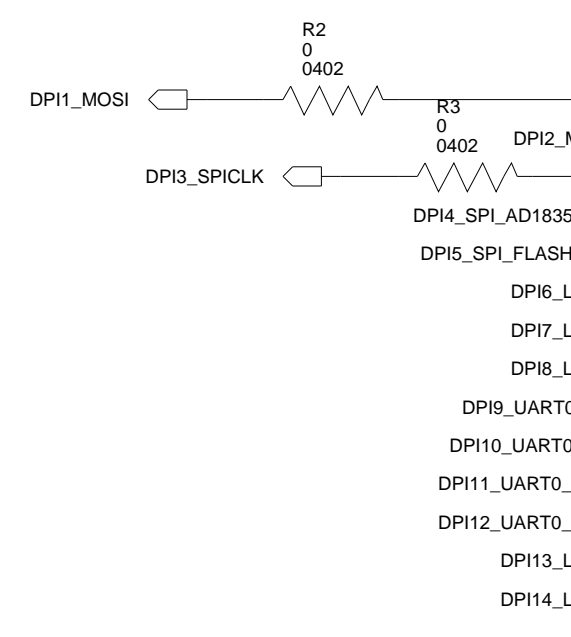 R2
0
0402
DPI1_MOSI
R3
0
0402
DPI2_M
DPI3_SPICLK
DPI4_SPI_AD1835
DPI5_SPI_FLASH
DPI6_L
DPI7_L
DPI8_L
DPI9_UART0
DPI10_UART0
DPI11_UART0_
DPI12_UART0_
DPI13_L
DPI14_L